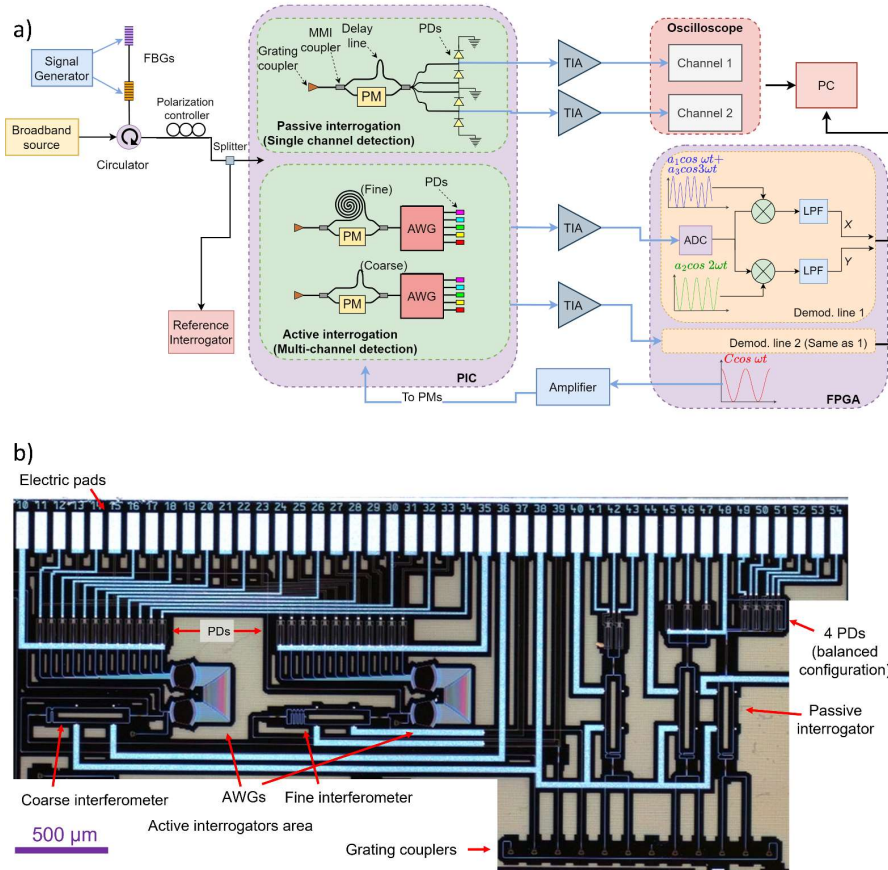 a)
Signal
Generator
FBGs
Broadband
source
Circulator
Polarization
controller
Splitter
Reference
Interrogator
Grating
coupler
MMI
coupler
Delay
line
PDs
PM
Passive interrogation
(Single channel detection)
(Fine)
PDs
PM
AWG
(Coarse)
PM
AWG
Active interrogation
(Multi-channel detection)
PIC
TIA
TIA
TIA
TIA
Oscilloscope
Channel 1
Channel 2
PC
a₁cos ωt+
a₃cos3ωt
ADC
LPF
X
LPF
Y
a₂cos 2ωt
Demod. line 1
Demod. line 2 (Same as 1)
Ccos ωt
FPGA
Amplifier
To PMs
b)
Electric pads
10 11 12 13 14 15 16 17 18 19 20 21 22 23 24 25 26 27 28 29 30 31 32 33 34 35 36 37 38 39 40 41 42 43 44 45 46 47 48 49 50 51 52 53 54
PDs
4 PDs
(balanced
configuration)
Passive
interrogator
Coarse interferometer
AWGs
Fine interferometer
Active interrogators area
500 µm
Grating couplers